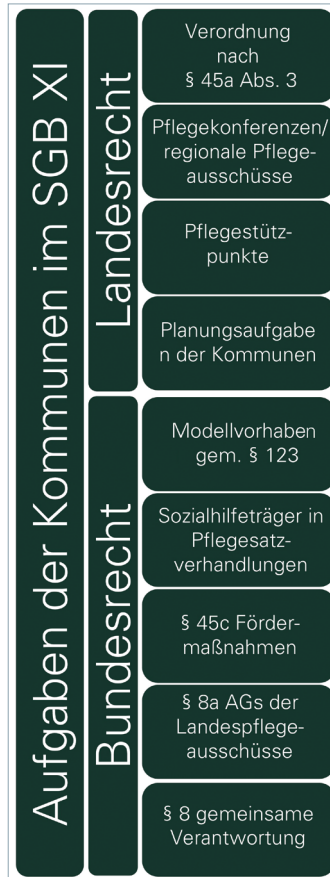 Aufgaben der Kommunen im SGB XI
Landesrecht
Verordnung
nach
§ 45a Abs. 3
Pflegekonferenzen/
regionale Pflege-
ausschüsse
Pflegestütz-
punkte
Planungsaufgabe
n der Kommunen
Bundesrecht
Modellvorhaben
gem. § 123
Sozialhilfeträger in
Pflegesatz-
verhandlungen
§ 45c Förder-
maßnahmen
§ 8a AGs der
Landespflege-
ausschüsse
§ 8 gemeinsame
Verantwortung